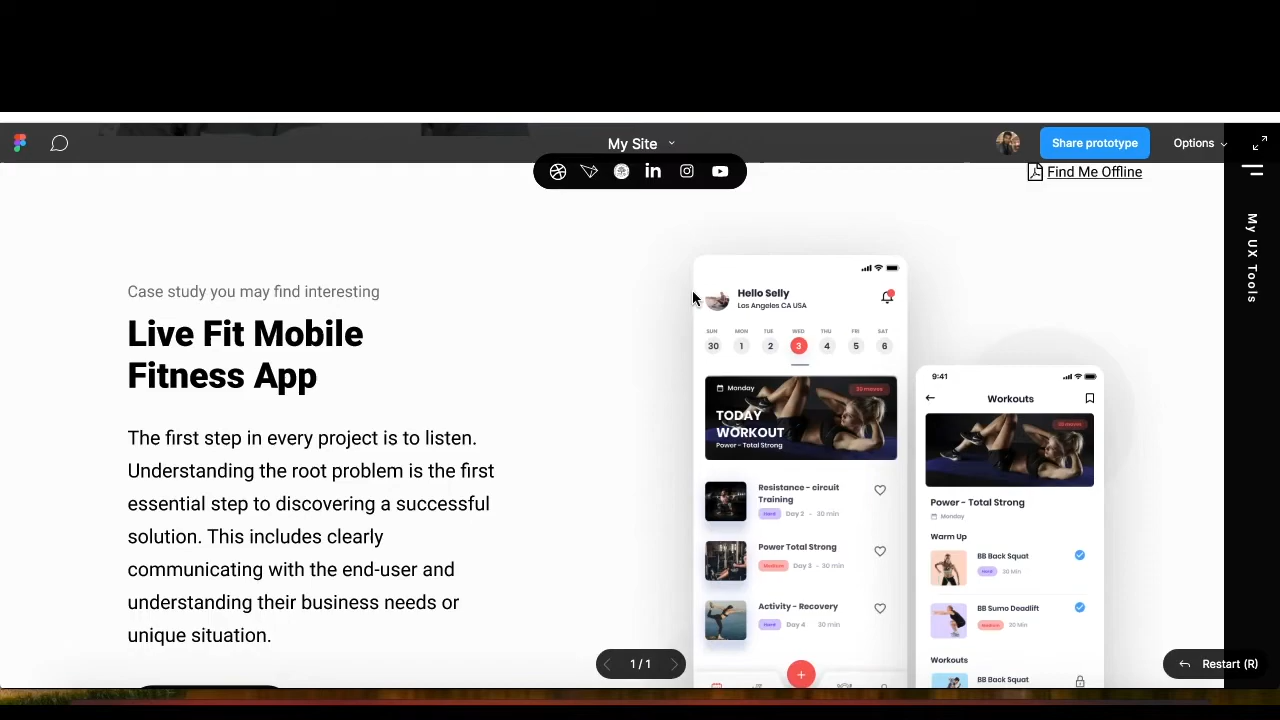 My Site
Share prototype
Options
in
Find Me Offline
My UX Tools
Case study you may find interesting
Live Fit Mobile
Fitness App
The first step in every project is to listen.
Understanding the root problem is the first
essential step to discovering a successful
solution. This includes clearly
communicating with the end-user and
understanding their business needs or
unique situation.
Hello Selly
Los Angeles CA USA
SUN MON TUE WED THU FRI SAT
30 1 2 3 4 5 6
Monday
TODAY
WORKOUT
Power - Total Strong
Resistance - circuit
Training
Hard Day 2 - 30 min
Power Total Strong
Medium Day 3 - 30 min
Activity - Recovery
Hard Day 4 30 min
9:41
Workouts
Power - Total Strong
Monday
Warm Up
BB Back Squat
Hard 30 Min
BB Sumo Deadlift
Medium 30 Min
Workouts
BB Back Squat
1 / 1
Restart (R)